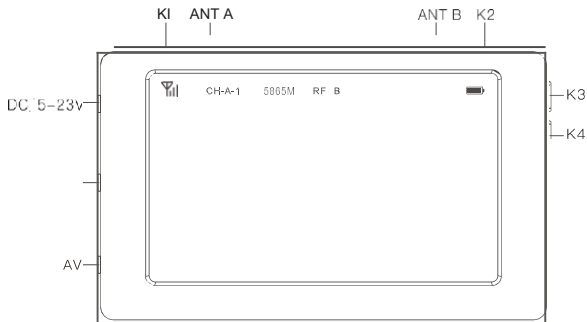 KI ANT A ANT B K2
CH-A-1 5865M RF B
DC: 5-23V
K3
K4
AV